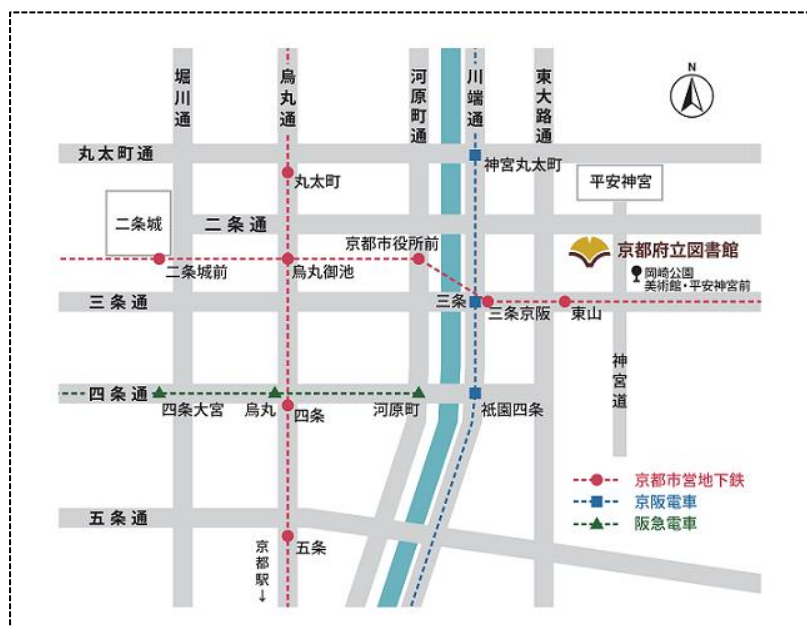 堀川通
烏丸通
河原町通
川端通
東大路通
N
丸太町通
神宮丸太町
丸太町
平安神宮
二条城
二条通
京都市役所前
京都府立図書館
二条城前
烏丸御池
岡崎公園
美術館・平安神宮前
三条通
三条
三条京阪
東山
神宮道
四条通
四条大宮
烏丸
四条
河原町
祇園四条
京都市営地下鉄
京阪電車
阪急電車
五条通
五条
京都駅→